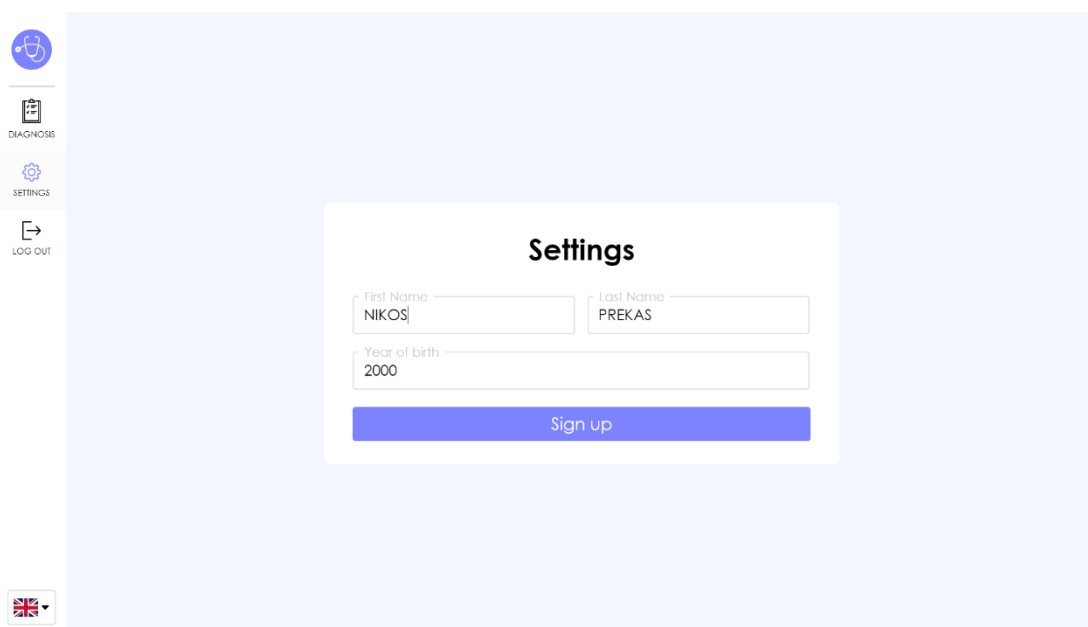 DIAGNOSIS
SETTINGS
LOG OUT
Settings
First Name
NIKOS
Last Name
PREKAS
Year of birth
2000
Sign up